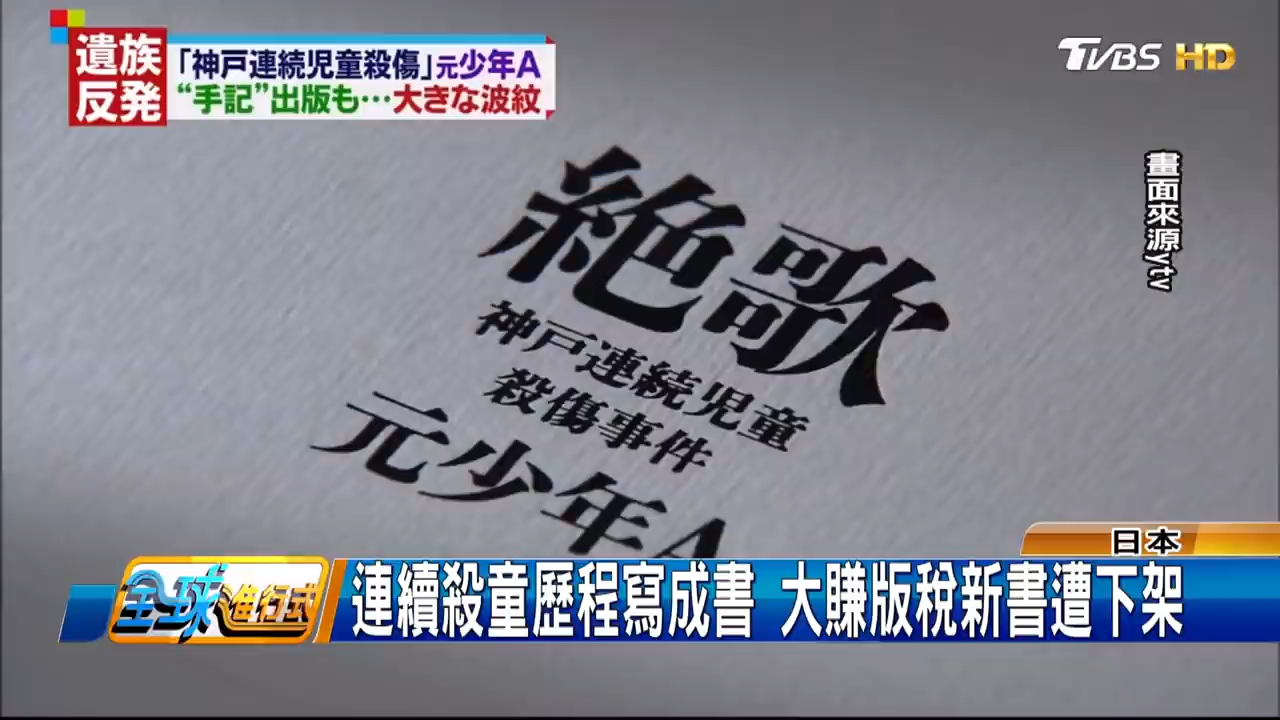 遺族
反発
「神戸連続児童殺傷」元少年A
“手記”出版も…大きな波紋
TVBS HD
畫面來源ytv
絶歌
神戸連続児童
殺傷事件
元少年A
日本
全球進行式
連續殺童歷程寫成書 大賺版稅新書遭下架